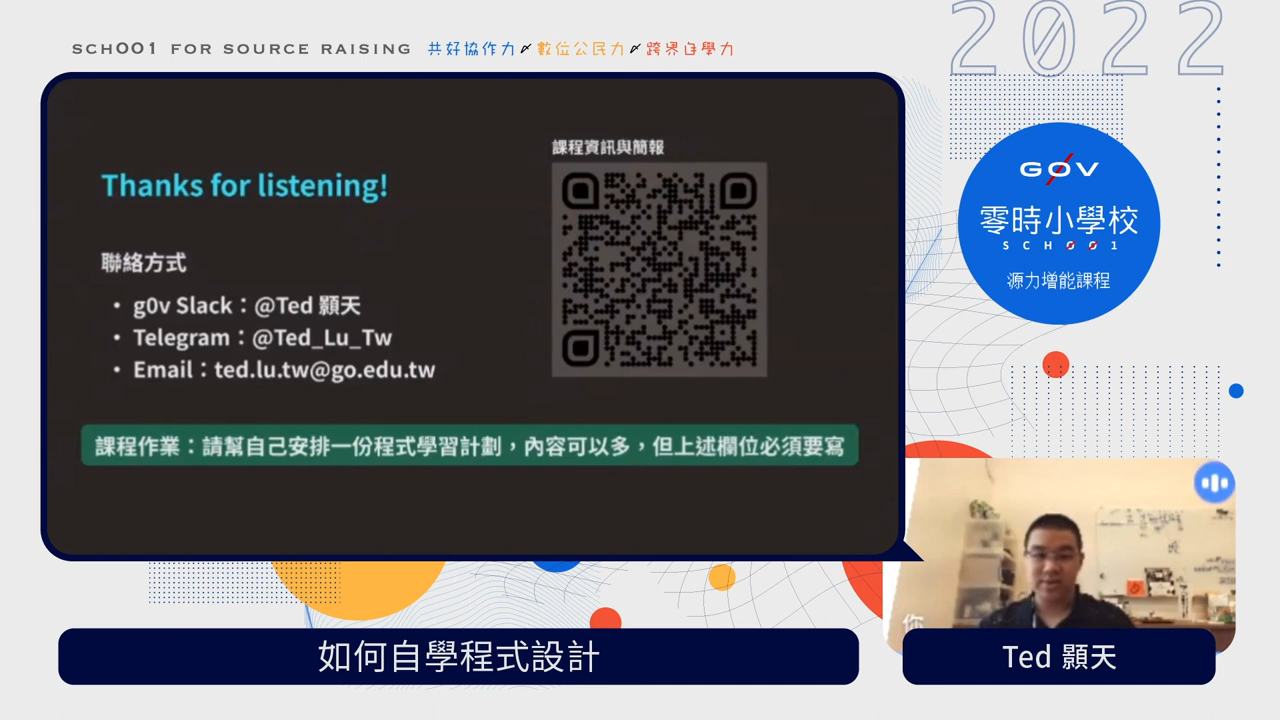 SCHOO1 FOR SOURCE RAISING 共好協作力 數位公民力 跨界自學力
2022
課程資訊與簡報
Thanks for listening!
聯絡方式
• g0v Slack：@Ted 顥天
• Telegram：@Ted_Lu_Tw
• Email：ted.lu.tw@go.edu.tw
課程作業：請幫自己安排一份程式學習計劃，內容可以多，但上述欄位必須要寫
G0V
零時小學校
SCH001
源力增能課程
你
如何自學程式設計
Ted 顥天